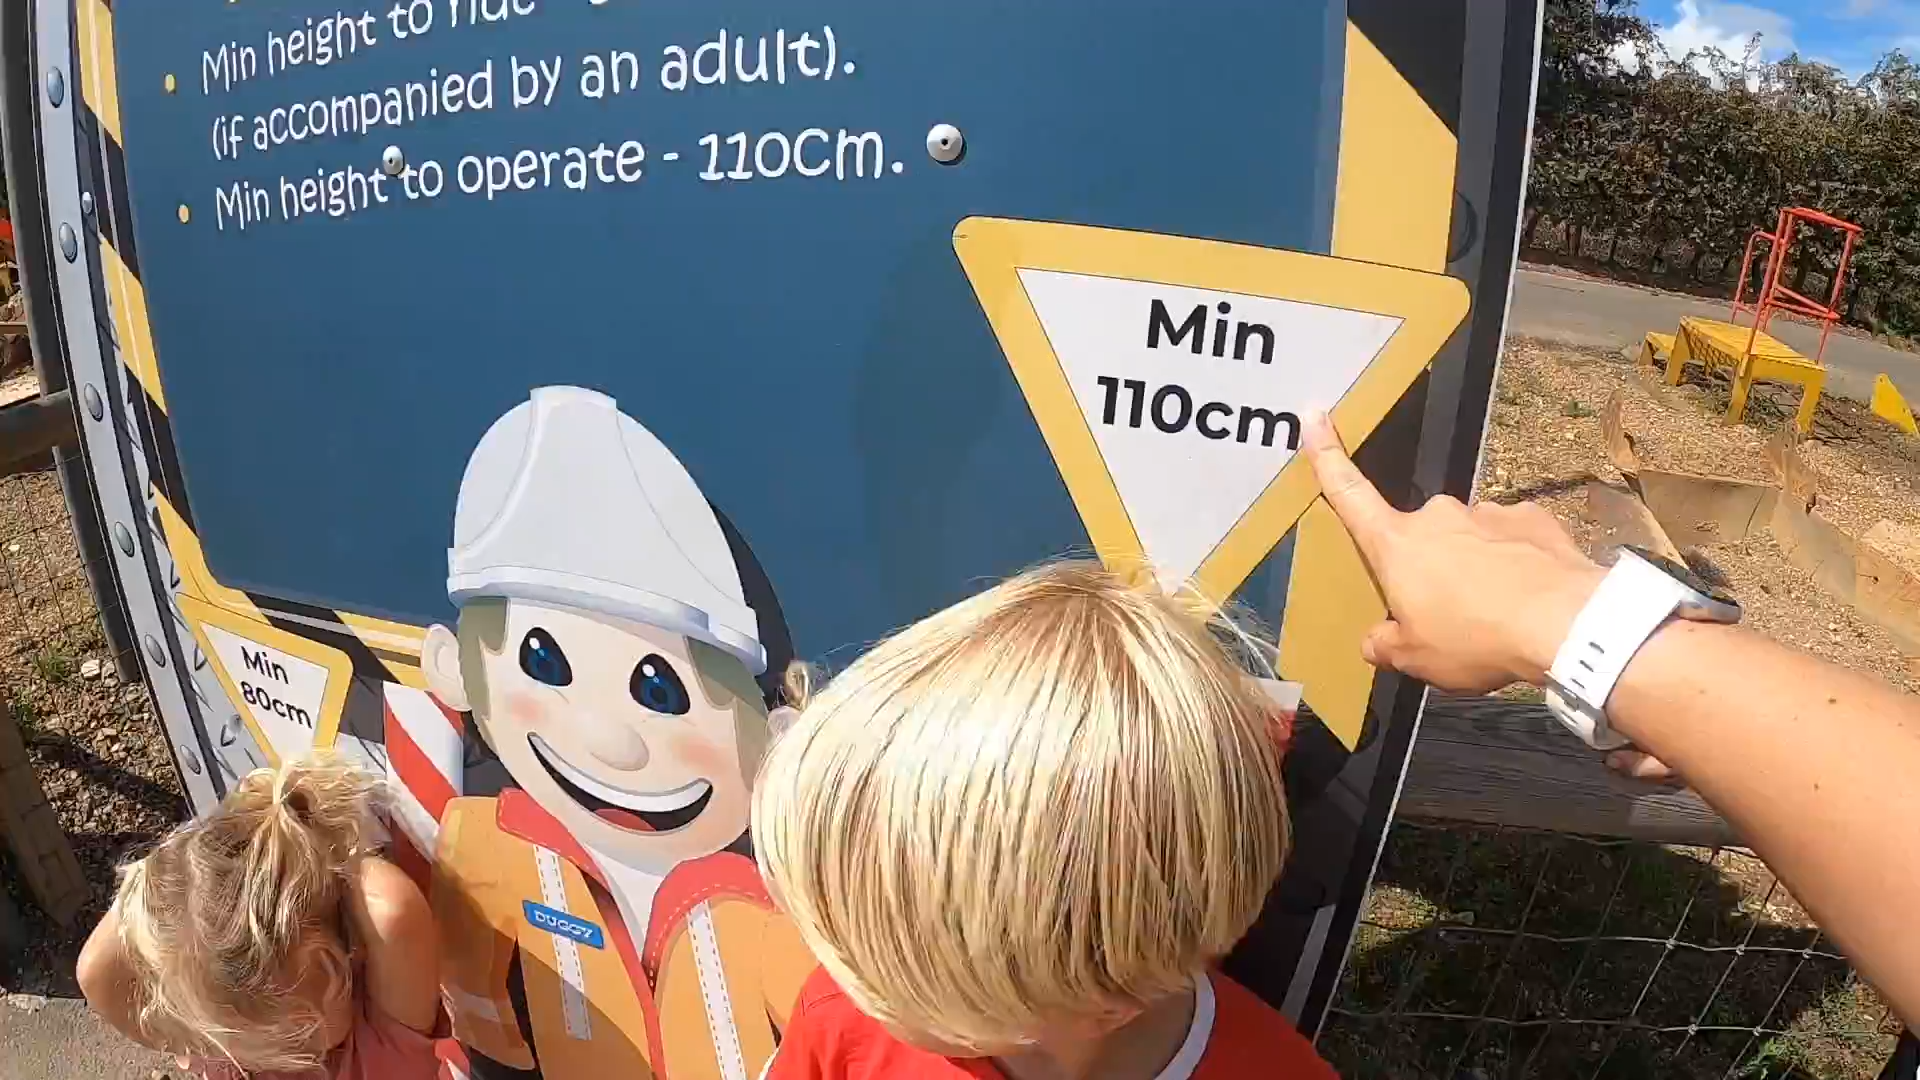 Min height to ride -
(if accompanied by an adult).
Min height to operate - 110cm.
Min
110cm
Min
80cm
DUGGY